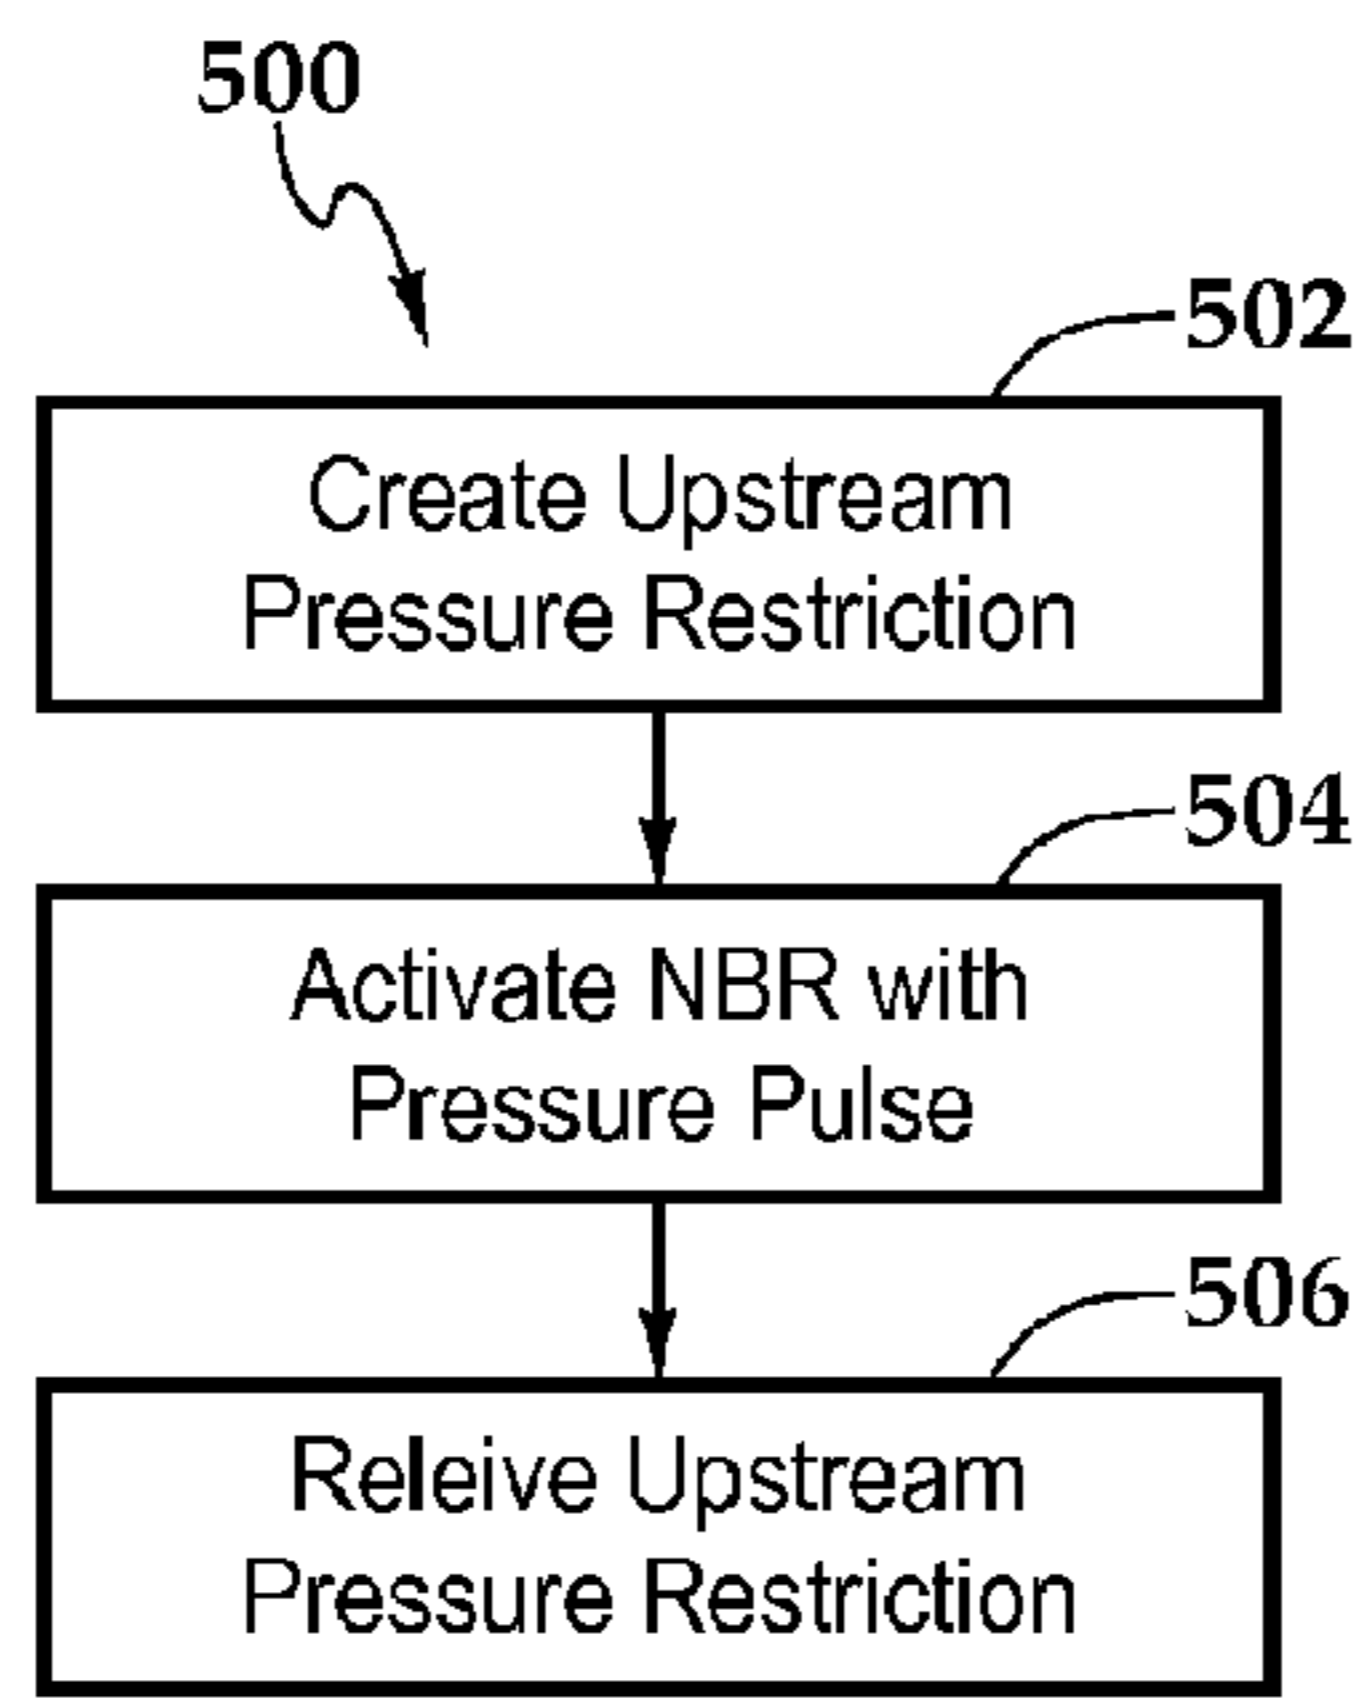 500
502
Create Upstream
Pressure Restriction
504
Activate NBR with
Pressure Pulse
506
Releive Upstream
Pressure Restriction